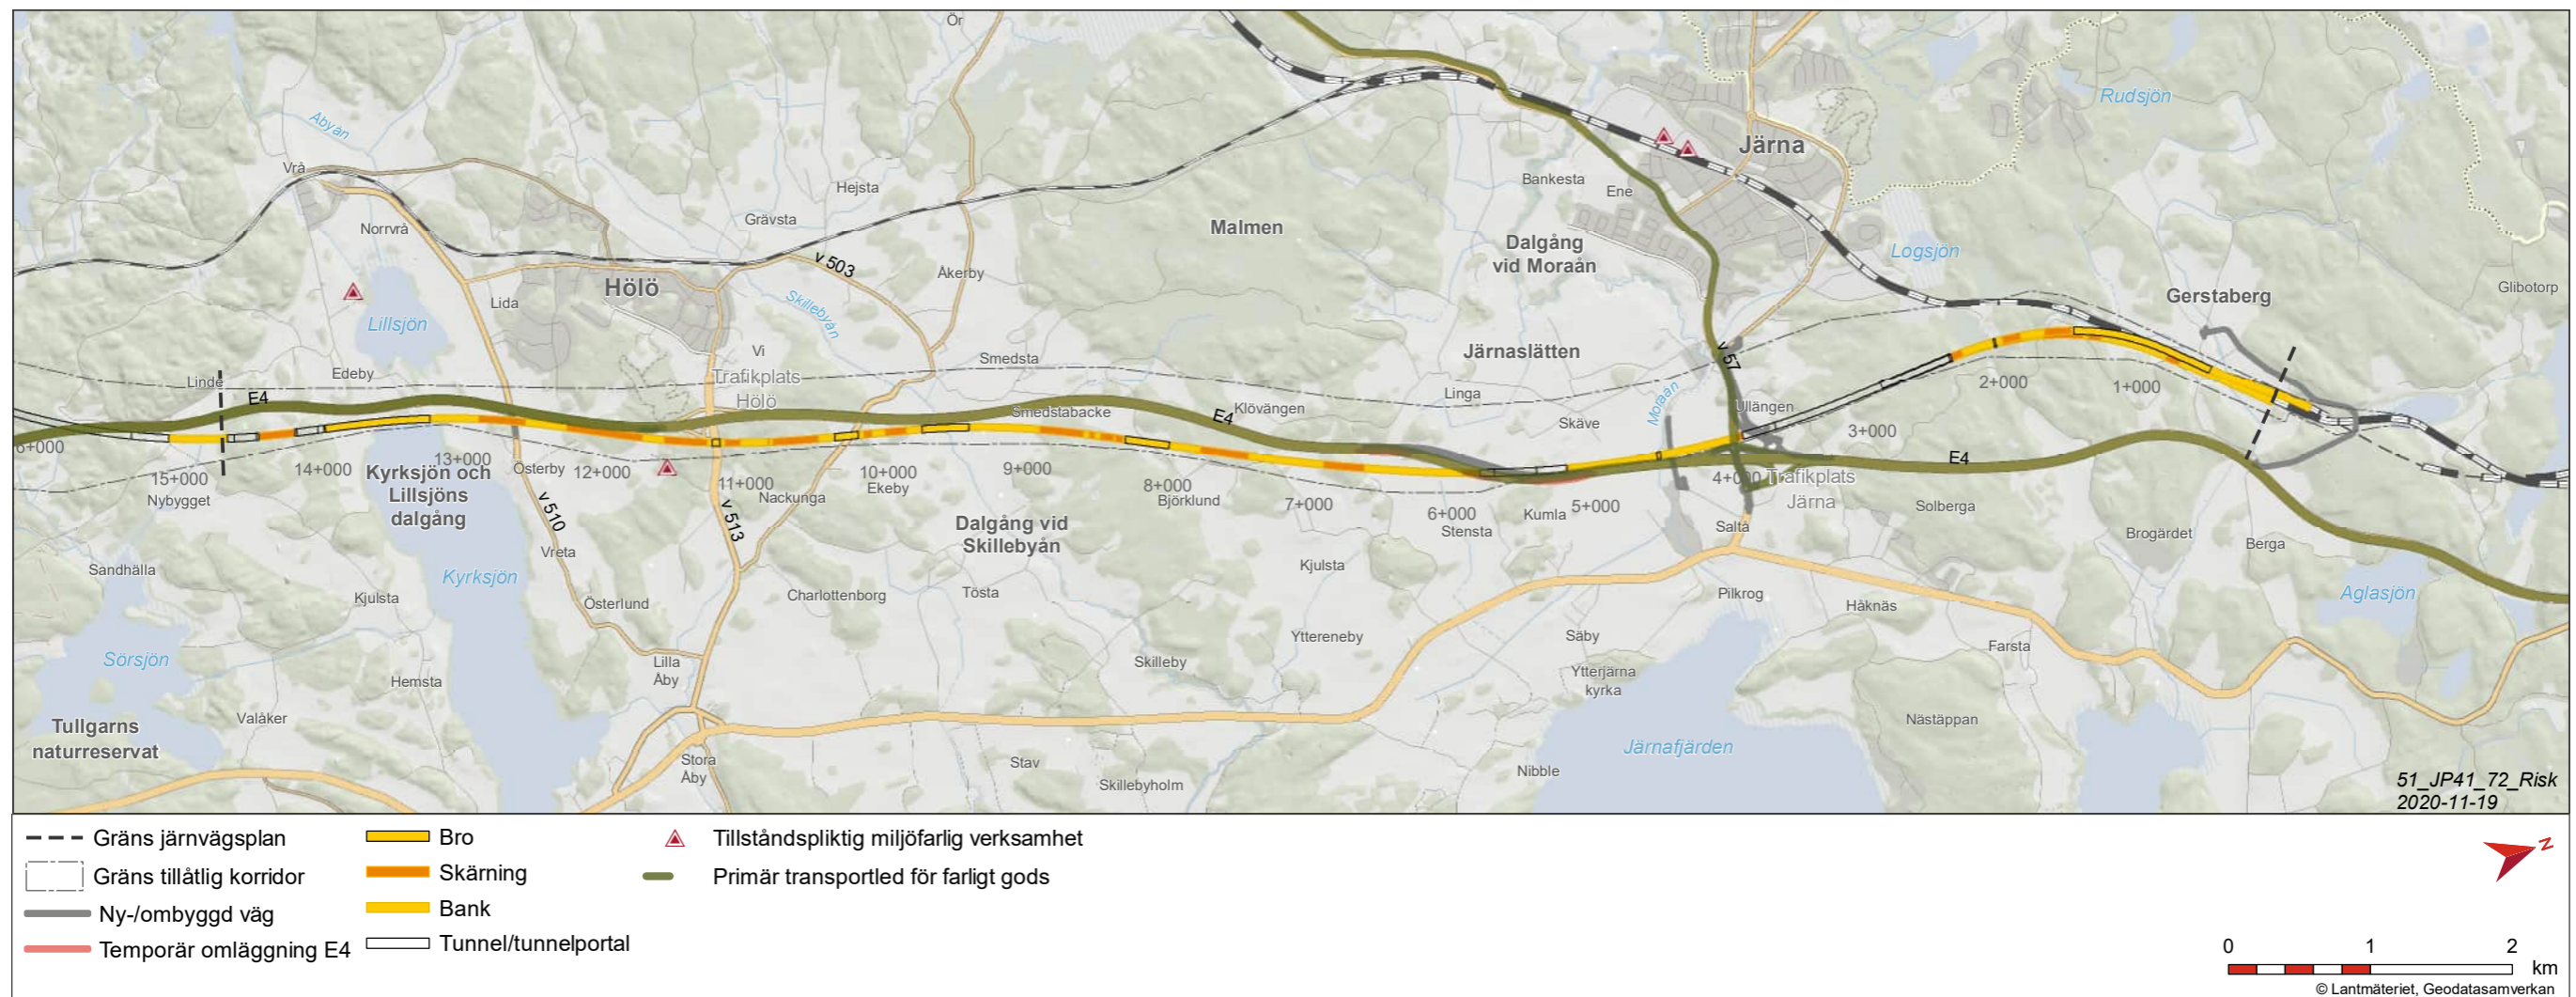 Ör
Rudsjön
Åbyån
Järna
Vrå
Bankesta
Hejsta
Ene
Grävsta
Norrvrå
Malmen
Dalgång
vid Moraån
Logsjön
v 503
Åkerby
Hölö
Gerstaberg
Glibotorp
Lida
Skillebyån
Lillsjön
Vi
Smedsta
Järnaslätten
v 57
Linde
Edeby
Trafikplats
Hölö
Linga
Moraån
2+000
1+000
E4
Smedstabacke
E4
Klövängen
Skäve
Ullängen
6+000
3+000
15+000
14+000
13+000
Österby
12+000
11+000
10+000
9+000
8+000
7+000
6+000
5+000
4+000
E4
Trafikplats
Järna
Nybygget
Kyrksjön och
Lillsjöns
dalgång
v 510
v 513
Nackunga
Ekeby
Björklund
Stensta
Kumla
Solberga
Dalgång vid
Skillebyån
Saltå
Brogärdet
Berga
Vreta
Sandhälla
Kyrksjön
Kjulsta
Kjulsta
Österlund
Charlottenborg
Tösta
Pilkrog
Håknäs
Aglasjön
Yttereneby
Säby
Farsta
Sörsjön
Lilla
Åby
Skilleby
Ytterjärna
kyrka
Hemsta
Tullgarns
naturreservat
Valåker
Nästäppan
Järnafjärden
Stora
Åby
Stav
Skillebyholm
Nibble
51_JP41_72_Risk
2020-11-19
Gräns järnvägsplan
Gräns tillåtlig korridor
Ny-/ombyggd väg
Temporär omläggning E4
Bro
Skärning
Bank
Tunnel/tunnelportal
Tillståndspliktig miljöfarlig verksamhet
Primär transportled för farligt gods
N
0 1 2
km
© Lantmäteriet, Geodatasamverkan